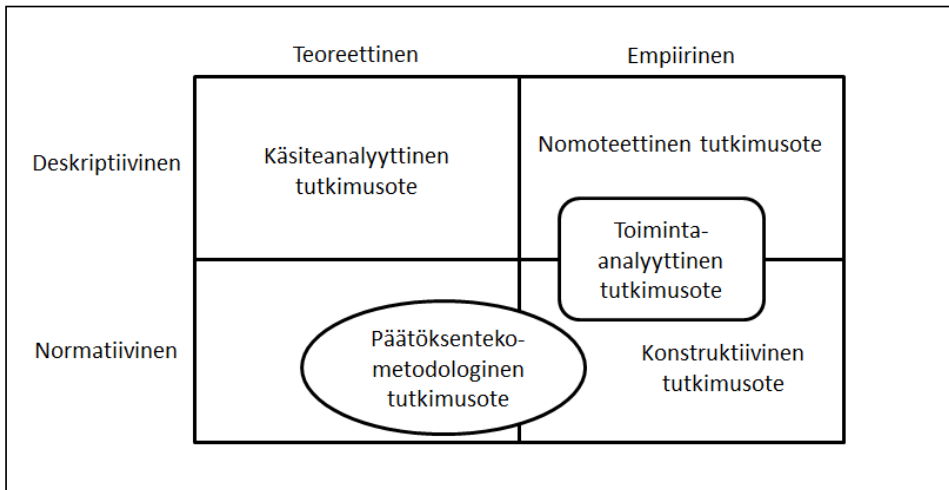 Teoreettinen
Empiirinen
Deskriptiivinen
Käsiteanalyyttinen
tutkimusote
Nomoteettinen tutkimusote
Toiminta-
analyyttinen
tutkimusote
Normatiivinen
Päätöksenteko-
metodologinen
tutkimusote
Konstruktiivinen
tutkimusote